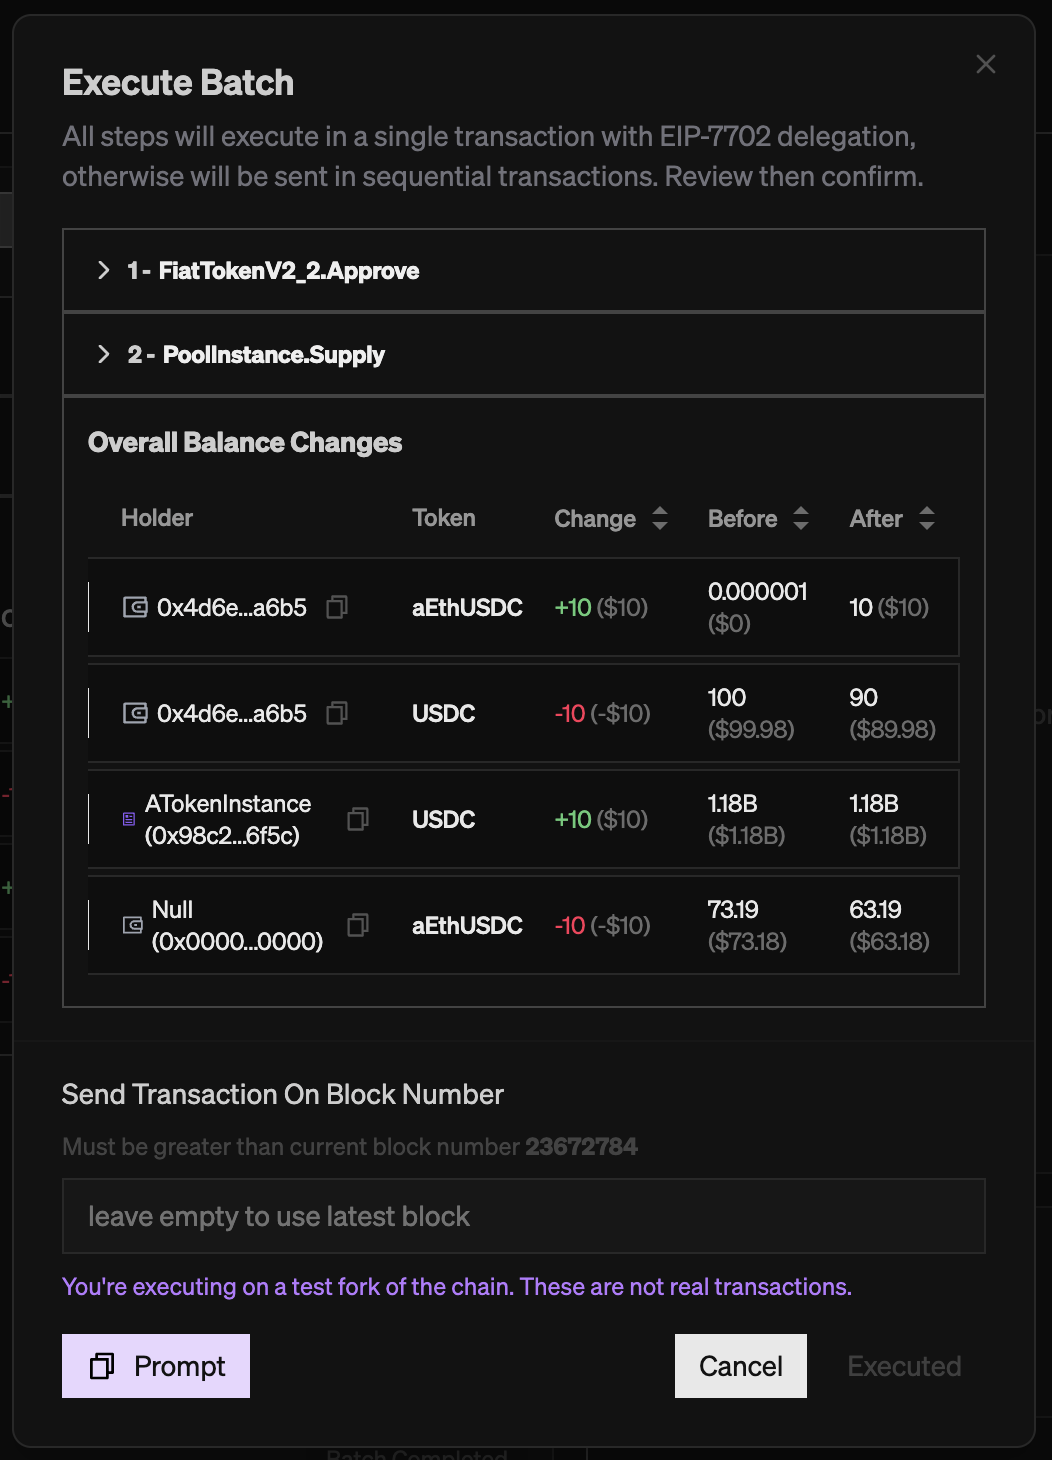 Execute Batch
All steps will execute in a single transaction with EIP-7702 delegation,
otherwise will be sent in sequential transactions. Review then confirm.
1 - FiatTokenV2_2.Approve
2 - PoolInstance.Supply
Overall Balance Changes
Holder Token Change Before After
0x4d6e...a6b5 aEthUSDC +10 ($10) 0.000001 ($0) 10 ($10)
0x4d6e...a6b5 USDC -10 (-$10) 100 ($99.98) 90 ($89.98)
ATokenInstance (0x98c2...6f5c) USDC +10 ($10) 1.18B ($1.18B) 1.18B ($1.18B)
Null (0x0000...0000) aEthUSDC -10 (-$10) 73.19 ($73.18) 63.19 ($63.18)
Send Transaction On Block Number
Must be greater than current block number 23672784
leave empty to use latest block
You're executing on a test fork of the chain. These are not real transactions.
Prompt
Cancel
Executed
Batch Completed